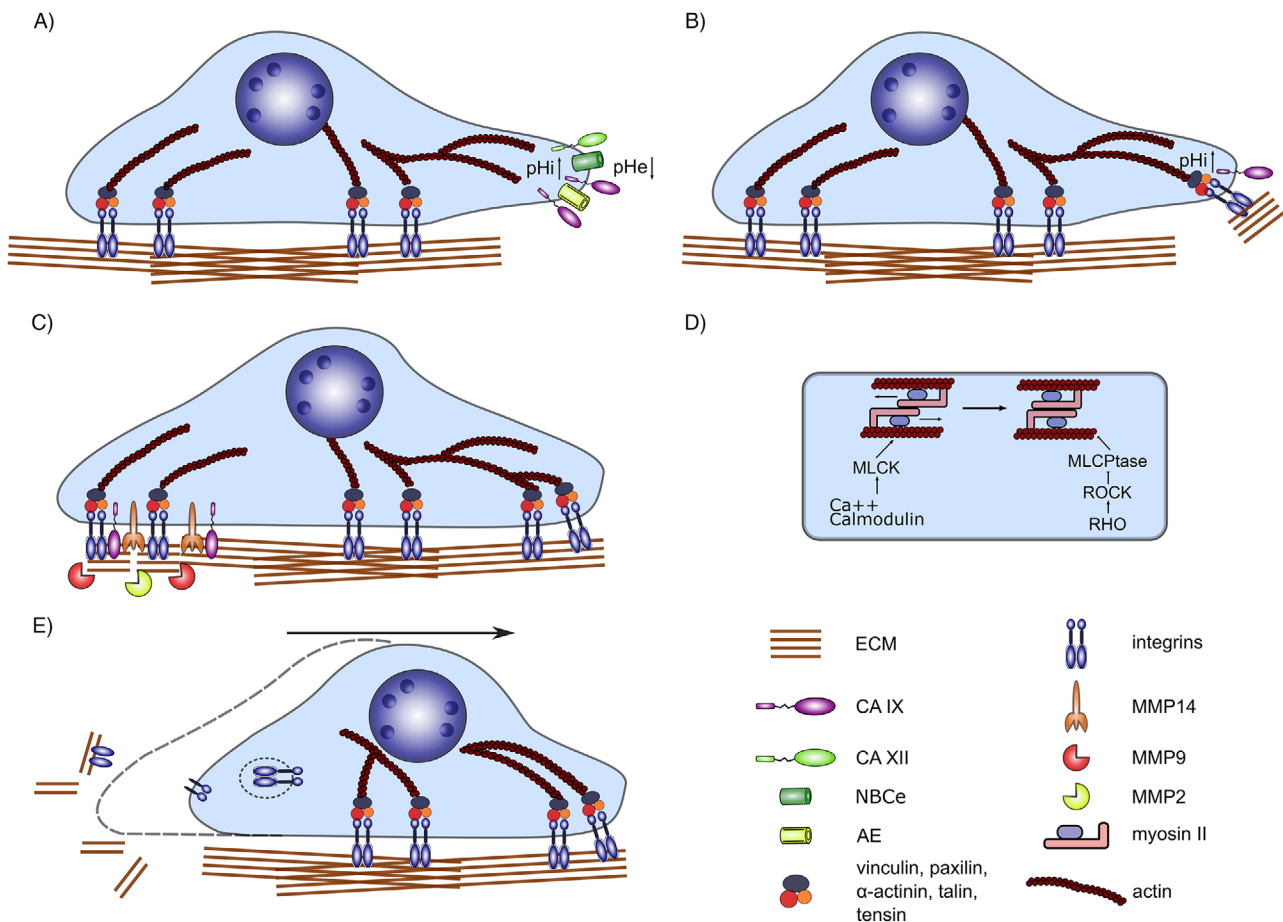 A)
pHi
pHe
B)
pHi
C)
D)
MLCK
Ca++
Calmodulin
MLCPtase
ROCK
RHO
E)
ECM
integrins
CA IX
MMP14
CA XII
MMP9
NBCe
MMP2
AE
myosin II
vinculin, paxilin,
α-actinin, talin,
tensin
actin